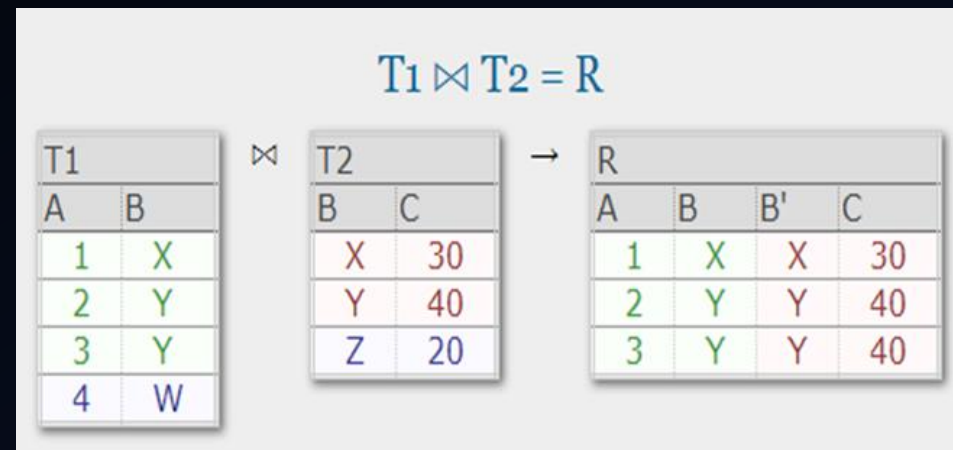 T1 ⋈ T2 = R
T1 ⋈ T2 → R
A B B C A B B' C
1 X X 30 1 X X 30
2 Y Y 40 2 Y Y 40
3 Y Z 20 3 Y Y 40
4 W